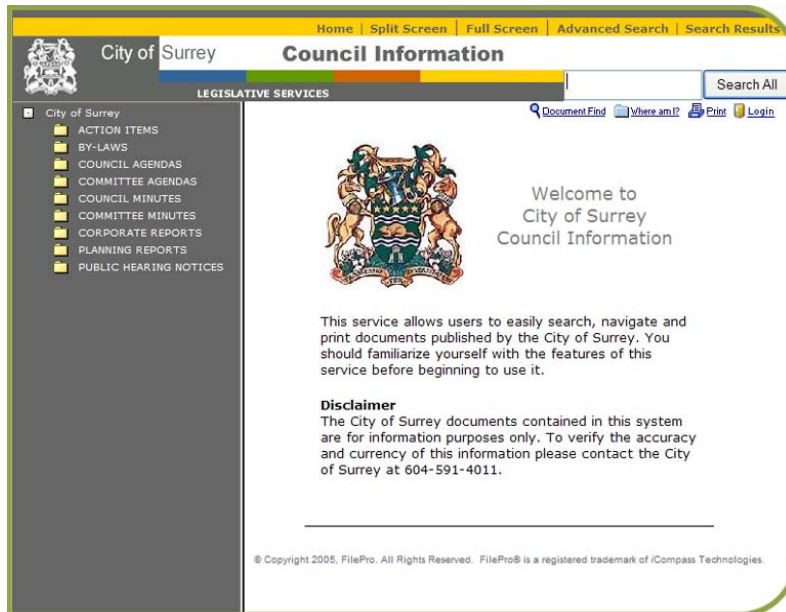 Home | Split Screen | Full Screen | Advanced Search | Search Results
City of Surrey
Council Information
Search All
LEGISLATIVE SERVICES
Document Find Where am I? Print Login
City of Surrey
ACTION ITEMS
BY-LAWS
COUNCIL AGENDAS
COMMITTEE AGENDAS
COUNCIL MINUTES
COMMITTEE MINUTES
CORPORATE REPORTS
PLANNING REPORTS
PUBLIC HEARING NOTICES
Welcome to
City of Surrey
Council Information
This service allows users to easily search, navigate and
print documents published by the City of Surrey. You
should familiarize yourself with the features of this
service before beginning to use it.
Disclaimer
The City of Surrey documents contained in this system
are for information purposes only. To verify the accuracy
and currency of this information please contact the City
of Surrey at 604-591-4011.
© Copyright 2005, FilePro. All Rights Reserved. FilePro® is a registered trademark of iCompass Technologies.